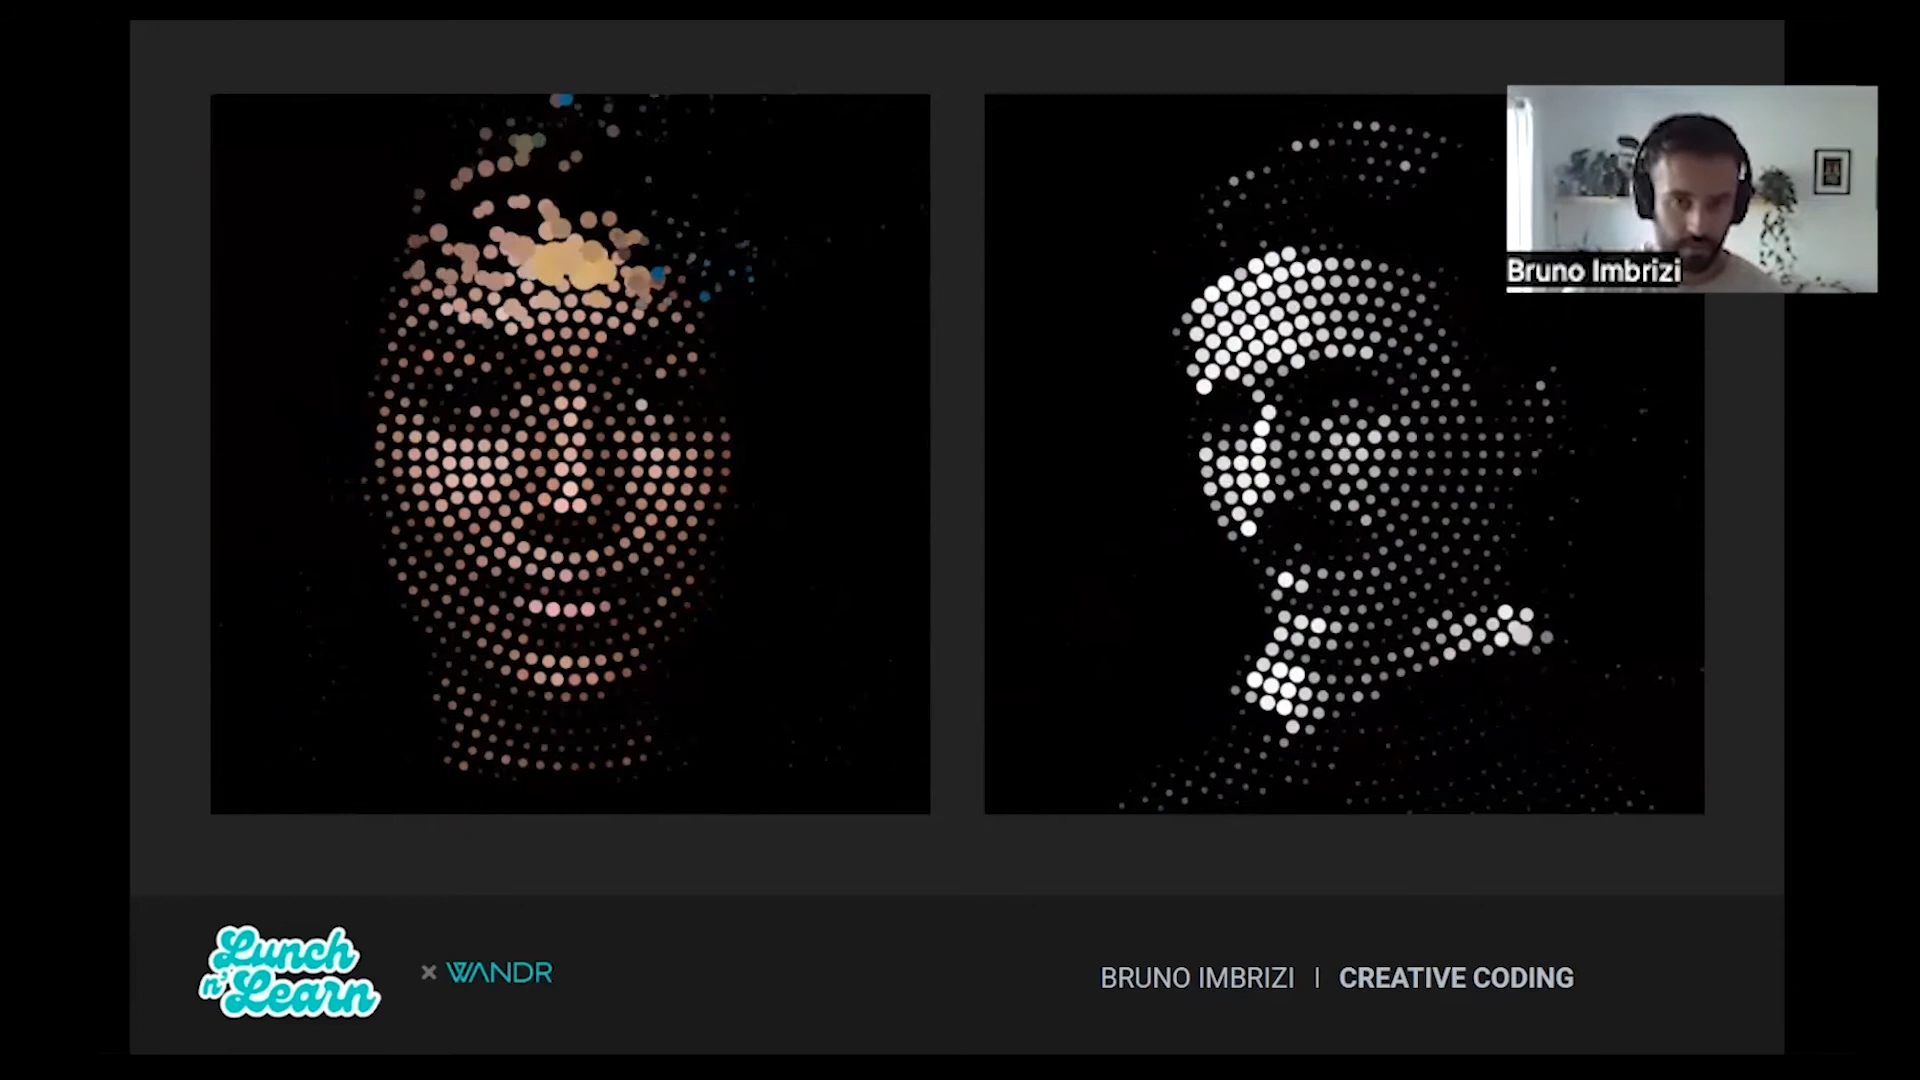 Bruno Imbrizi
Lunch
n' Learn
× WANDR
BRUNO IMBRIZI | CREATIVE CODING